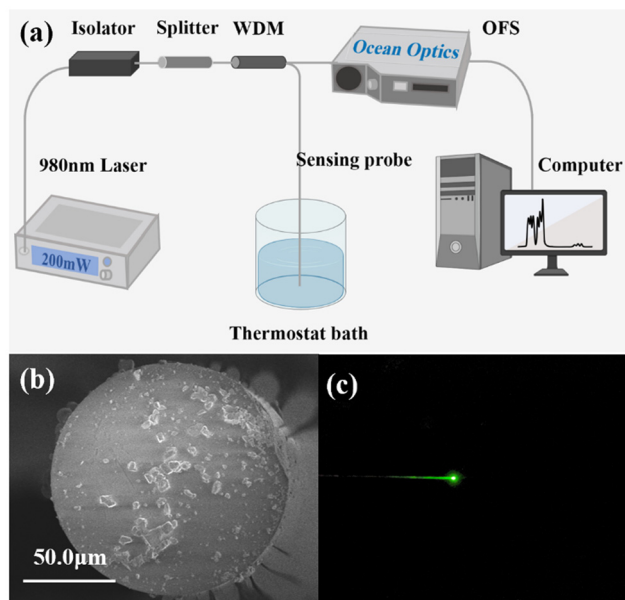 (a)
Isolator
Splitter
WDM
OFS
Ocean Optics
980nm Laser
Sensing probe
Computer
200mW
Thermostat bath
(b)
(c)
50.0μm